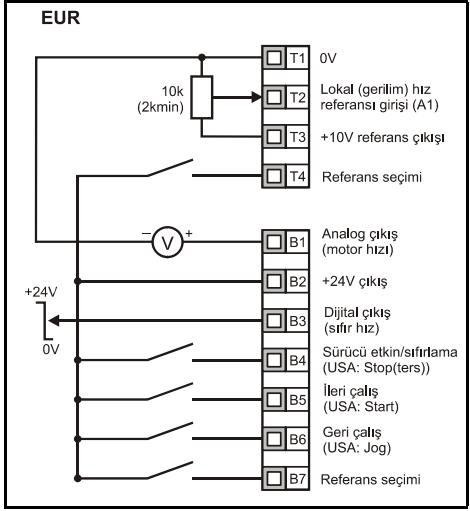 EUR
T1 0V
10k
(2kmin)
T2 Lokal (gerilim) hız
referansı girişi (A1)
T3 +10V referans çıkışı
T4 Referans seçimi
– V +
B1 Analog çıkış
(motor hızı)
B2 +24V çıkış
+24V
0V
B3 Dijital çıkış
(sıfır hız)
B4 Sürücü etkin/sıfırlama
(USA: Stop(ters))
B5 İleri çalış
(USA: Start)
B6 Geri çalış
(USA: Jog)
B7 Referans seçimi